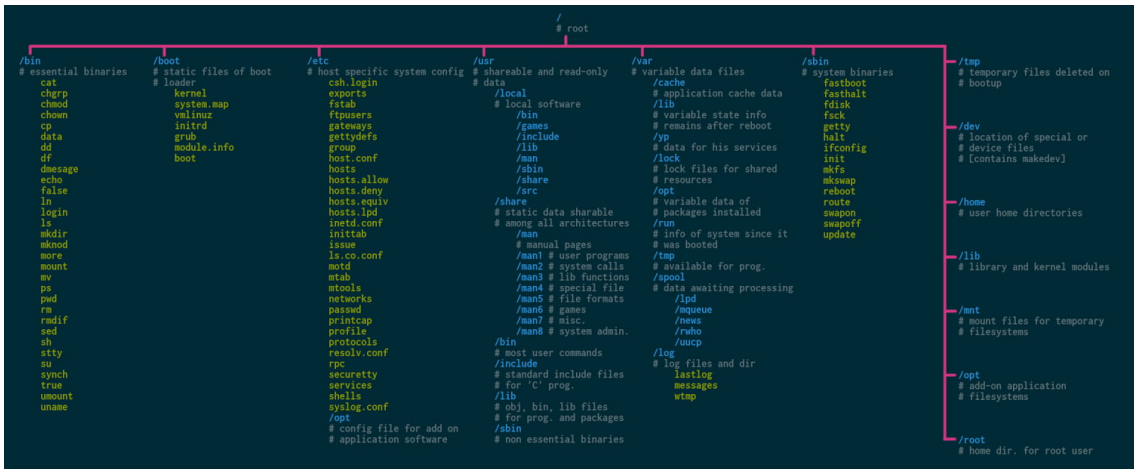 /
# root
/bin
# essential binaries
cat
chgrp
chmod
chown
cp
data
dd
df
dmesage
echo
false
ln
login
ls
mkdir
mknod
more
mount
mv
ps
pwd
rm
rmdif
sed
sh
stty
su
synch
true
umount
uname
/boot
# static files of boot
# loader
kernel
system.map
vmlinuz
initrd
grub
module.info
boot
/etc
# host specific system config
csh.login
exports
fstab
ftpusers
gateways
gettydefs
group
host.conf
hosts
hosts.allow
hosts.deny
hosts.equiv
hosts.lpd
inetd.conf
inittab
issue
ls.co.conf
motd
mtab
mtools
networks
passwd
printcap
profile
protocols
resolv.conf
rpc
securetty
services
shells
syslog.conf
/opt
# config file for add on
# application software
/usr
# shareable and read-only
# data
/local
# local software
/bin
/games
/include
/lib
/man
/sbin
/share
/src
/share
# static data sharable
# among all architectures
/man
# manual pages
/man1 # user programs
/man2 # system calls
/man3 # lib functions
/man4 # special file
/man5 # file formats
/man6 # games
/man7 # misc.
/man8 # system admin.
/bin
# most user commands
/include
# standard include files
# for 'C' prog.
/lib
# obj, bin, lib files
# for prog. and packages
/sbin
# non essential binaries
/var
# variable data files
/cache
# application cache data
/lib
# variable state info
# remains after reboot
/yp
# data for his services
/lock
# lock files for shared
# resources
/opt
# variable data of
# packages installed
/run
# info of system since it
# was booted
/tmp
# available for prog.
/spool
# data awaiting processing
/lpd
/mqueue
/news
/rwho
/uucp
/log
# log files and dir
lastlog
messages
wtmp
/sbin
# system binaries
fastboot
fasthalt
fdisk
fsck
getty
halt
ifconfig
init
mkfs
mkswap
reboot
route
swapon
swapoff
update
/tmp
# temporary files deleted on
# bootup
/dev
# location of special or
# device files
# [contains makedev]
/home
# user home directories
/lib
# library and kernel modules
/mnt
# mount files for temporary
# filesystems
/opt
# add-on application
# filesystems
/root
# home dir. for root user